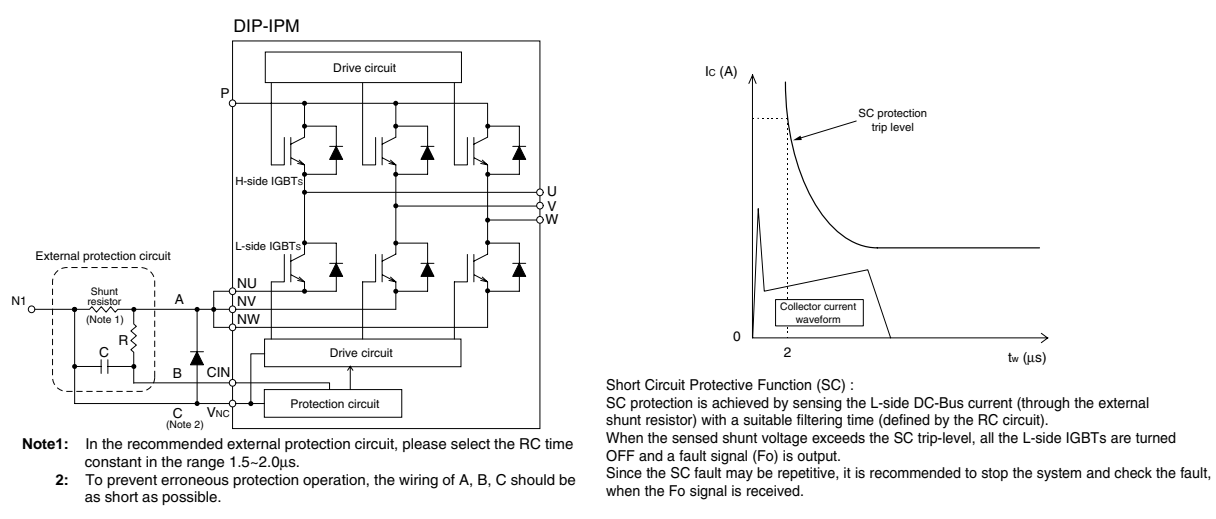 DIP-IPM
Drive circuit
P
H-side IGBTs
U
V
W
L-side IGBTs
External protection circuit
NU
N1
Shunt
resistor
(Note 1)
A
NV
NW
R
C
Drive circuit
B
CIN
C
(Note 2)
VNC
Protection circuit
Note1: In the recommended external protection circuit, please select the RC time
constant in the range 1.5~2.0μs.
2: To prevent erroneous protection operation, the wiring of A, B, C should be
as short as possible.
IC (A)
SC protection
trip level
Collector current
waveform
0
2
tw (μs)
Short Circuit Protective Function (SC) :
SC protection is achieved by sensing the L-side DC-Bus current (through the external
shunt resistor) with a suitable filtering time (defined by the RC circuit).
When the sensed shunt voltage exceeds the SC trip-level, all the L-side IGBTs are turned
OFF and a fault signal (Fo) is output.
Since the SC fault may be repetitive, it is recommended to stop the system and check the fault,
when the Fo signal is received.